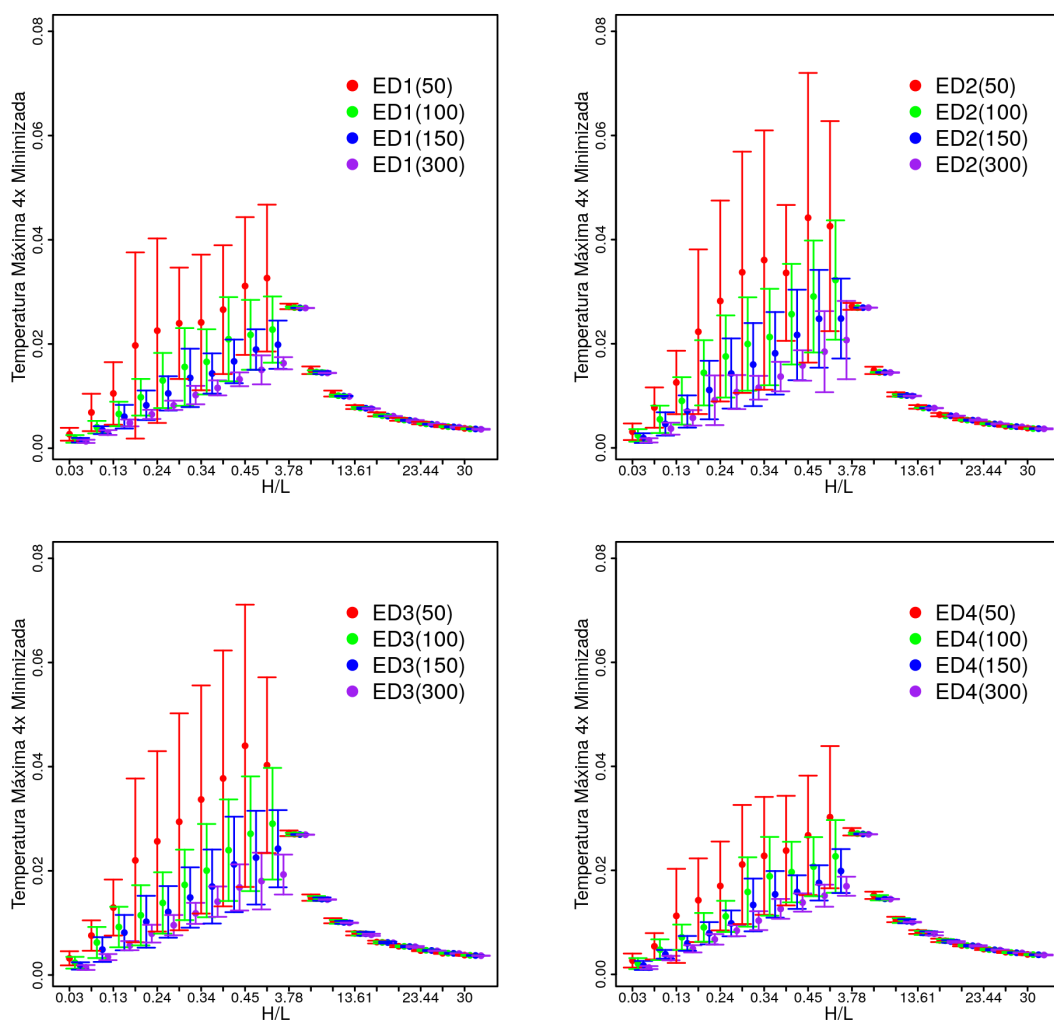 Temperatura Máxima 4x Minimizada
0.08
0.06
0.04
0.02
0.00
ED1(50)
ED1(100)
ED1(150)
ED1(300)
0.03 0.13 0.24 0.34 0.45 3.78 13.61 23.44 30
H/L
Temperatura Máxima 4x Minimizada
0.08
0.06
0.04
0.02
0.00
ED2(50)
ED2(100)
ED2(150)
ED2(300)
0.03 0.13 0.24 0.34 0.45 3.78 13.61 23.44 30
H/L
Temperatura Máxima 4x Minimizada
0.08
0.06
0.04
0.02
0.00
ED3(50)
ED3(100)
ED3(150)
ED3(300)
0.03 0.13 0.24 0.34 0.45 3.78 13.61 23.44 30
H/L
Temperatura Máxima 4x Minimizada
0.08
0.06
0.04
0.02
0.00
ED4(50)
ED4(100)
ED4(150)
ED4(300)
0.03 0.13 0.24 0.34 0.45 3.78 13.61 23.44 30
H/L